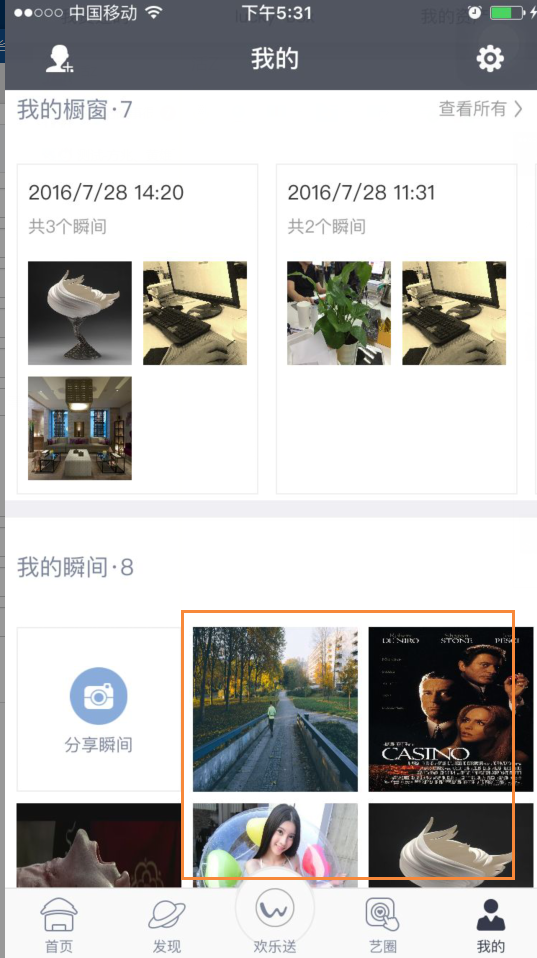 中国移动 下午5:31
我的
我的橱窗·7 查看所有
2016/7/28 14:20
共3个瞬间
2016/7/28 11:31
共2个瞬间
我的瞬间·8
分享瞬间
DE NIRO STONE PESCI
CASINO
首页 发现 欢乐送 艺圈 我的